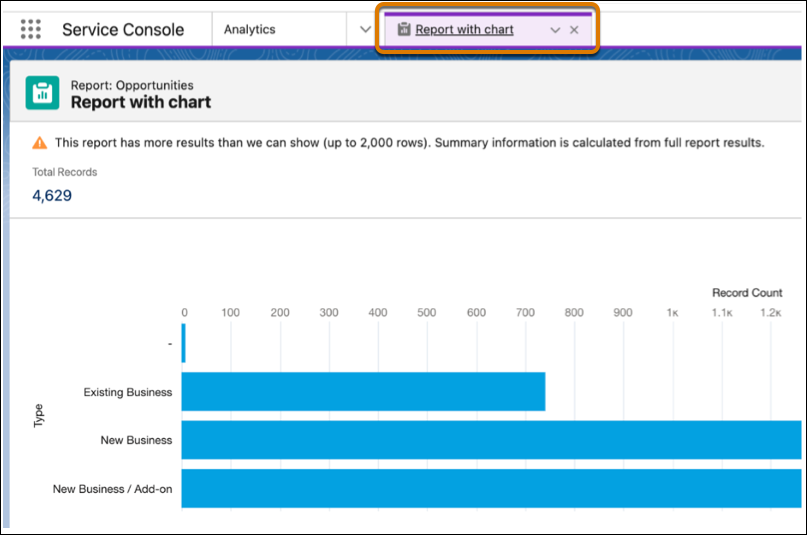 Service Console
Analytics
Report with chart
Report: Opportunities
Report with chart
This report has more results than we can show (up to 2,000 rows). Summary information is calculated from full report results.
Total Records
4,629
Record Count
0 100 200 300 400 500 600 700 800 900 1K 1.1K 1.2K
-
Existing Business
Type
New Business
New Business / Add-on